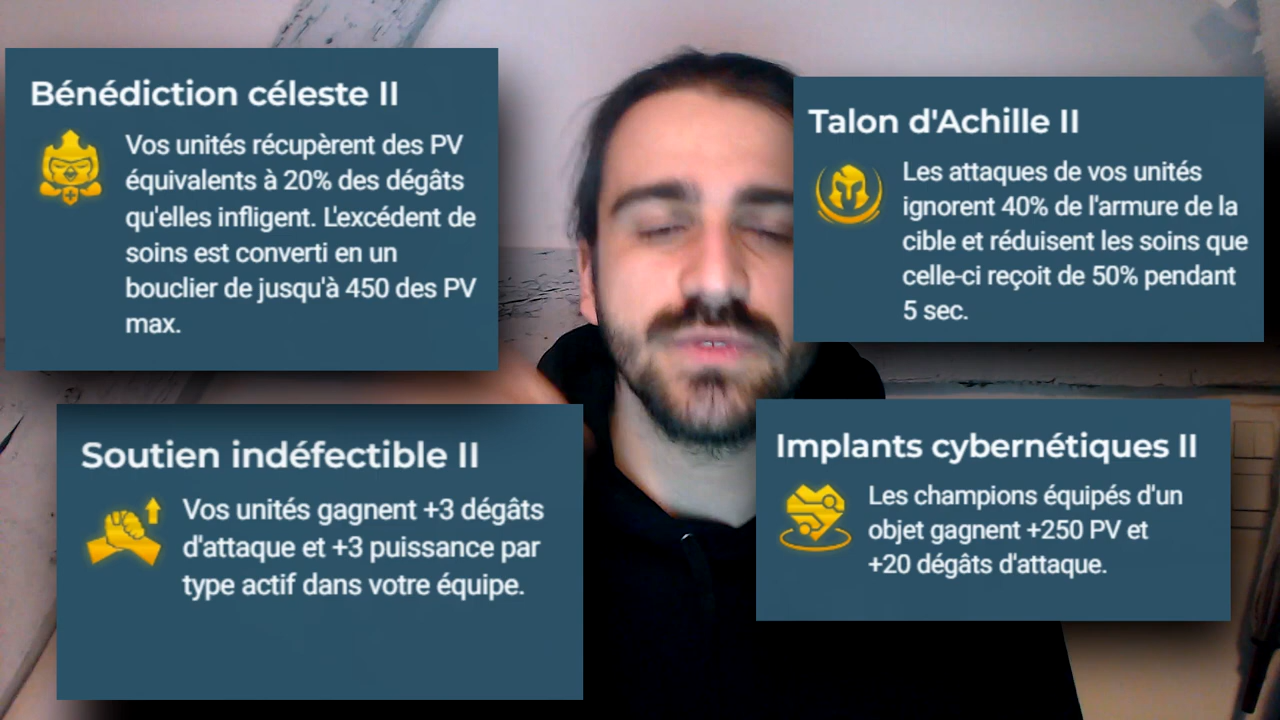 Bénédiction céleste II
Vos unités récupèrent des PV
équivalents à 20% des dégâts
qu'elles infligent. L'excédent de
soins est converti en un
bouclier de jusqu'à 450 des PV
max.
Talon d'Achille II
Les attaques de vos unités
ignorent 40% de l'armure de la
cible et réduisent les soins que
celle-ci reçoit de 50% pendant
5 sec.
Soutien indéfectible II
Vos unités gagnent +3 dégâts
d'attaque et +3 puissance par
type actif dans votre équipe.
Implants cybernétiques II
Les champions équipés d'un
objet gagnent +250 PV et
+20 dégâts d'attaque.